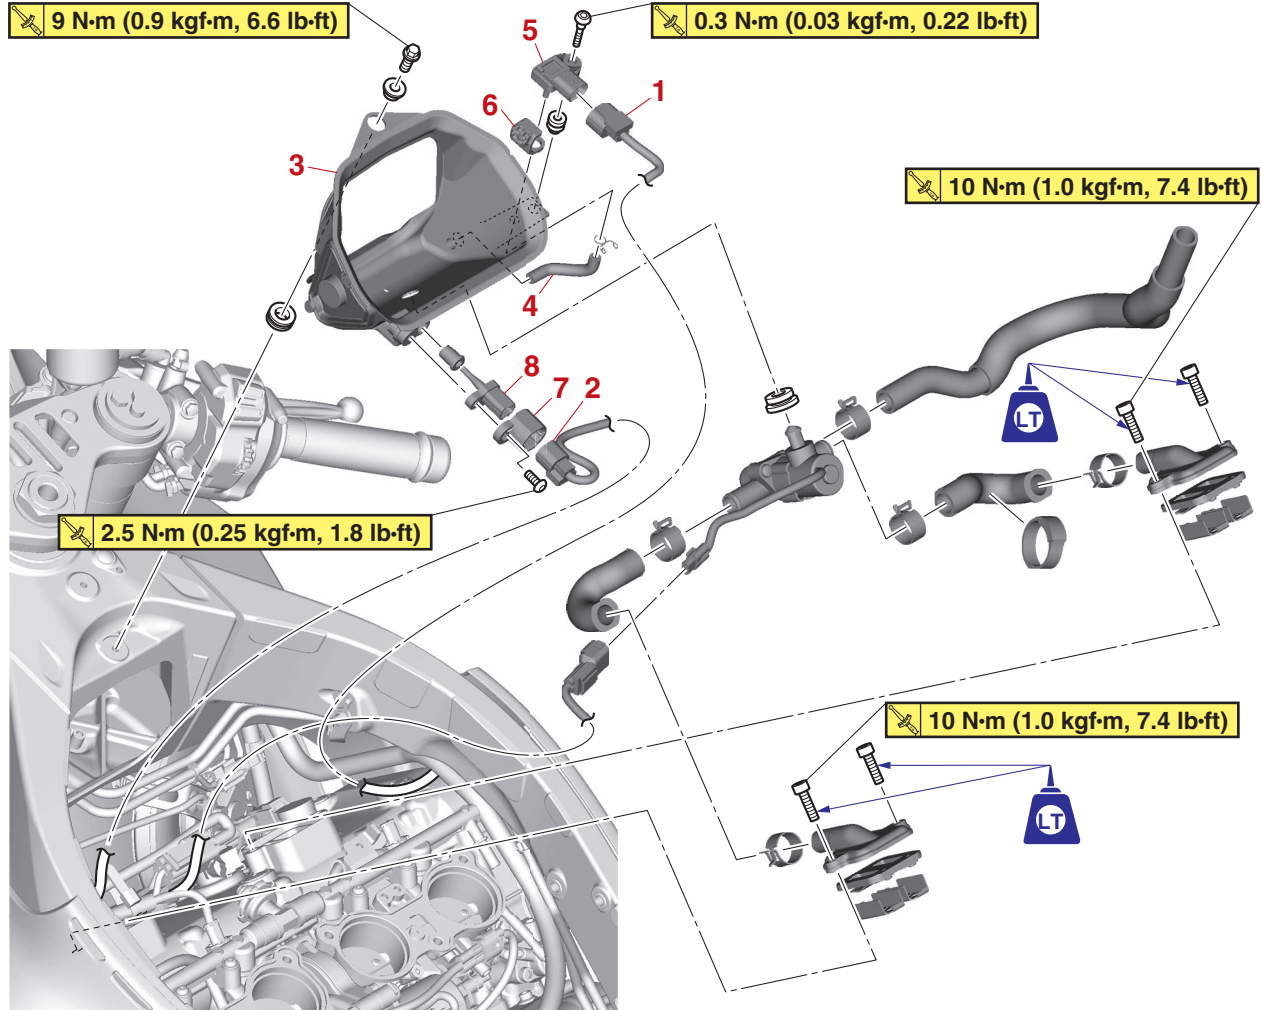 9 N·m (0.9 kgf·m, 6.6 lb·ft)
0.3 N·m (0.03 kgf·m, 0.22 lb·ft)
5
1
6
3
10 N·m (1.0 kgf·m, 7.4 lb·ft)
4
8
7
2
LT
2.5 N·m (0.25 kgf·m, 1.8 lb·ft)
10 N·m (1.0 kgf·m, 7.4 lb·ft)
LT